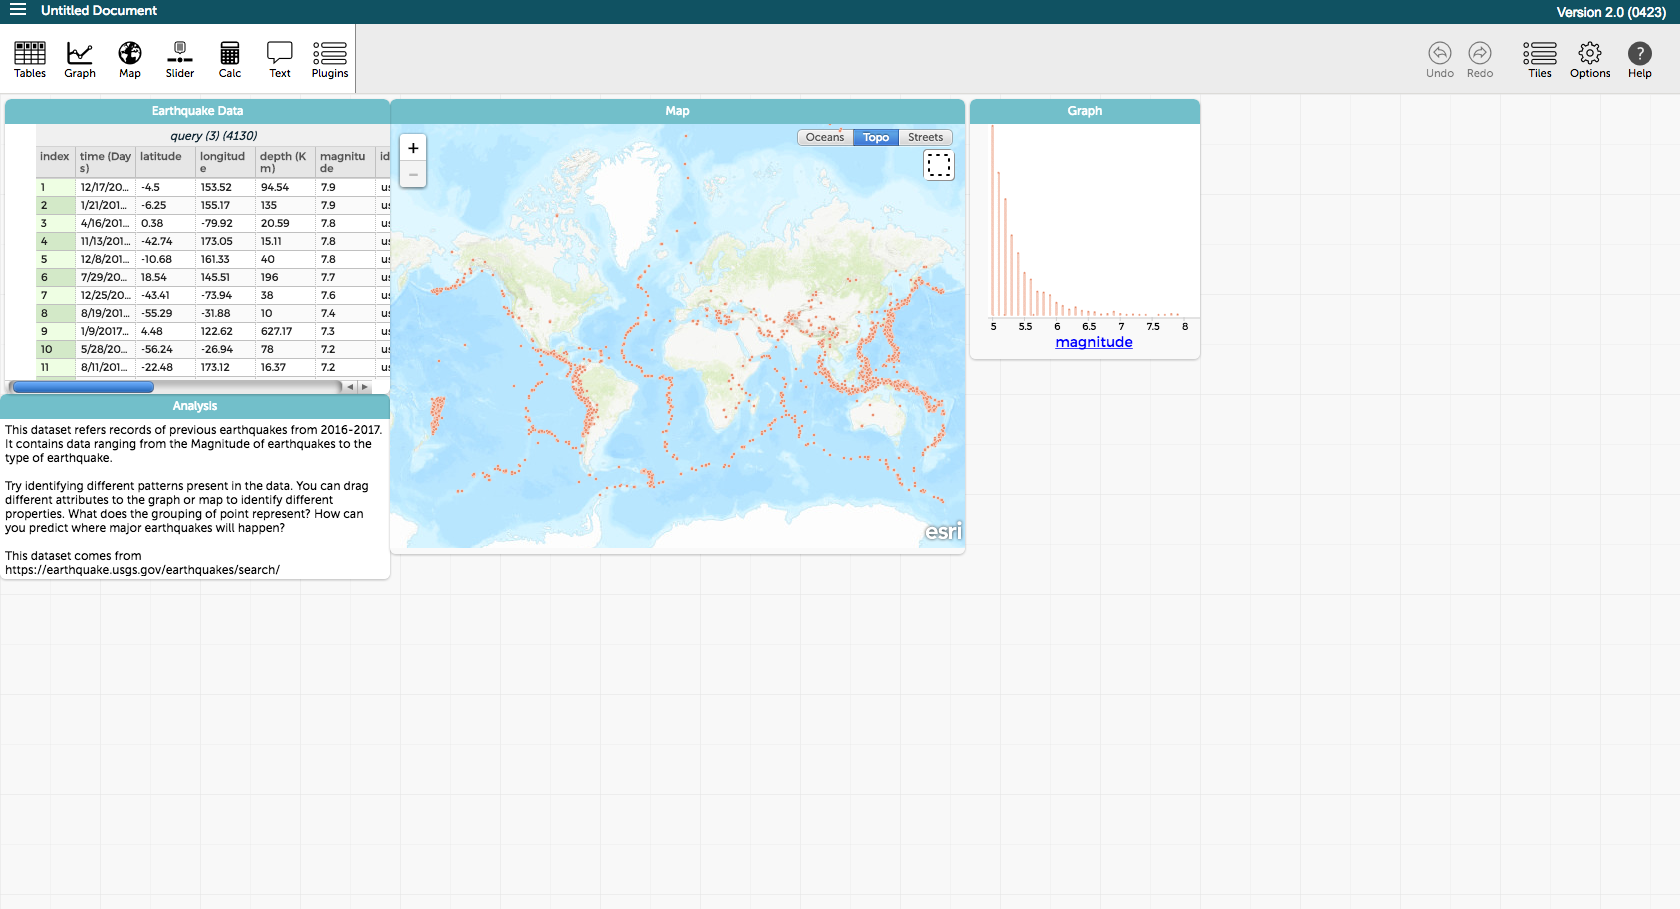 Untitled Document
Version 2.0 (0423)
Tables Graph Map Slider Calc Text Plugins
Undo Redo Tiles Options Help
?
Earthquake Data
query (3) (4130)
index time (Day s) latitude longitud e depth (K m) magnitu de id
1 12/17/20... -4.5 153.52 94.54 7.9 us
2 1/21/201... -6.25 155.17 135 7.9 us
3 4/16/201... 0.38 -79.92 20.59 7.8 us
4 11/13/201... -42.74 173.05 15.11 7.8 us
5 12/8/201... -10.68 161.33 40 7.8 us
6 7/29/20... 18.54 145.51 196 7.7 us
7 12/25/20... -43.41 -73.94 38 7.6 us
8 8/19/201... -55.29 -31.88 10 7.4 us
9 1/9/2017... 4.48 122.62 627.17 7.3 us
10 5/28/20... -56.24 -26.94 78 7.2 us
11 8/11/201... -22.48 173.12 16.37 7.2 us
Analysis
This dataset refers records of previous earthquakes from 2016-2017.
It contains data ranging from the Magnitude of earthquakes to the
type of earthquake.
Try identifying different patterns present in the data. You can drag
different attributes to the graph or map to identify different
properties. What does the grouping of point represent? How can
you predict where major earthquakes will happen?
This dataset comes from
https://earthquake.usgs.gov/earthquakes/search/
Map
+
−
Oceans Topo Streets
esri
Graph
5 5.5 6 6.5 7 7.5 8
magnitude